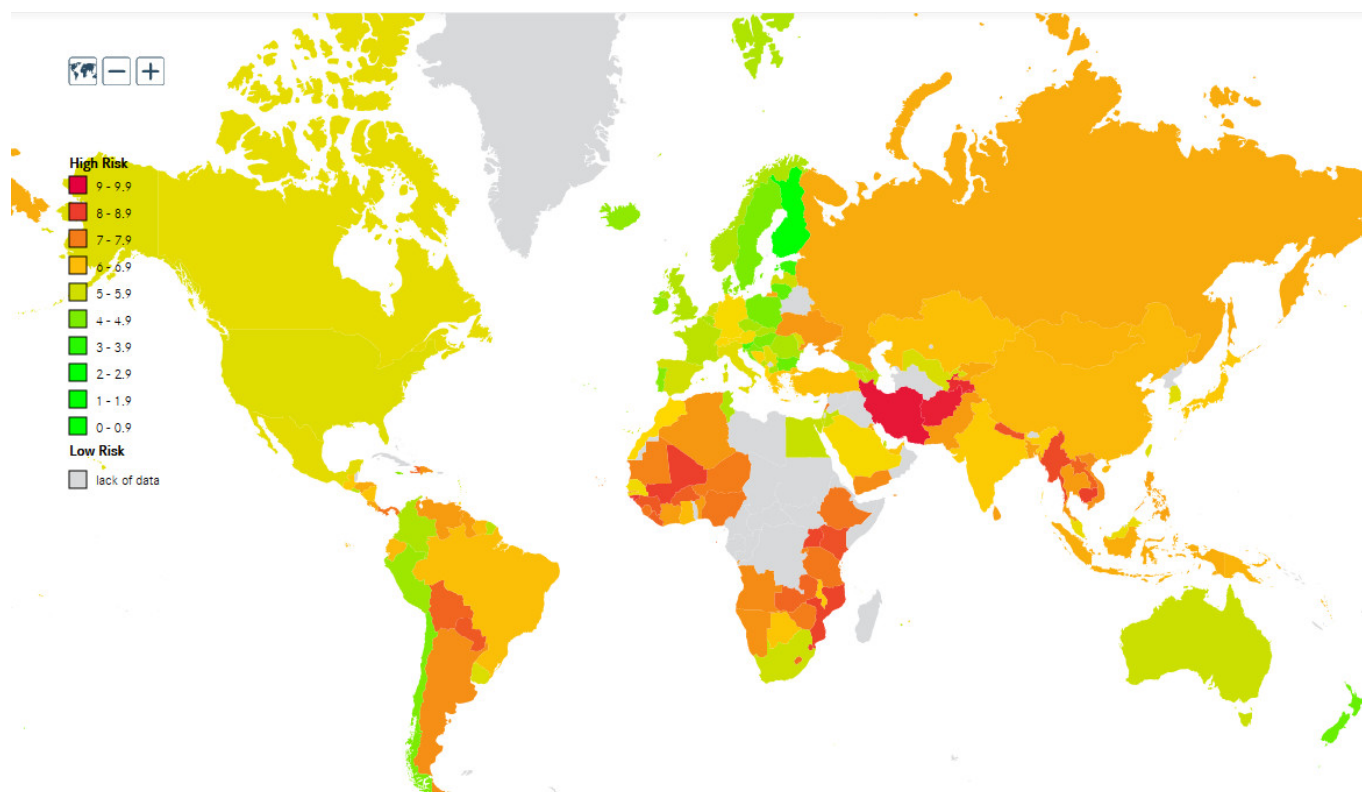 High Risk
9 - 9.9
8 - 8.9
7 - 7.9
6 - 6.9
5 - 5.9
4 - 4.9
3 - 3.9
2 - 2.9
1 - 1.9
0 - 0.9
Low Risk
lack of data